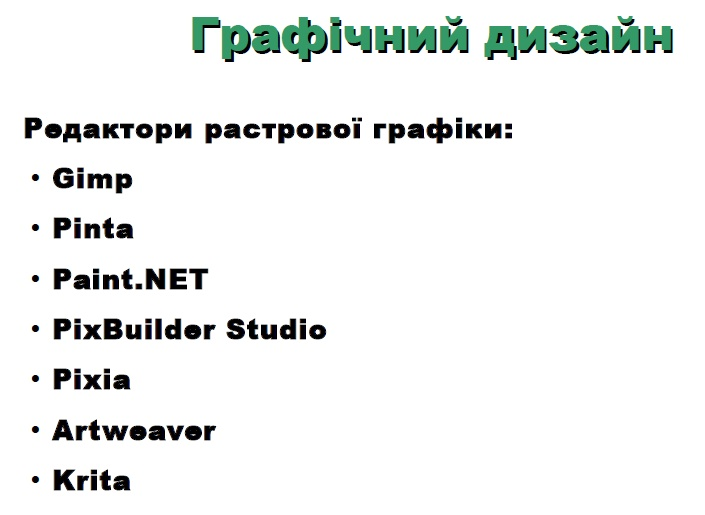 Графічний дизайн
Редактори растрової графіки:
• Gimp
• Pinta
• Paint.NET
• PixBuilder Studio
• Pixia
• Artweaver
• Krita